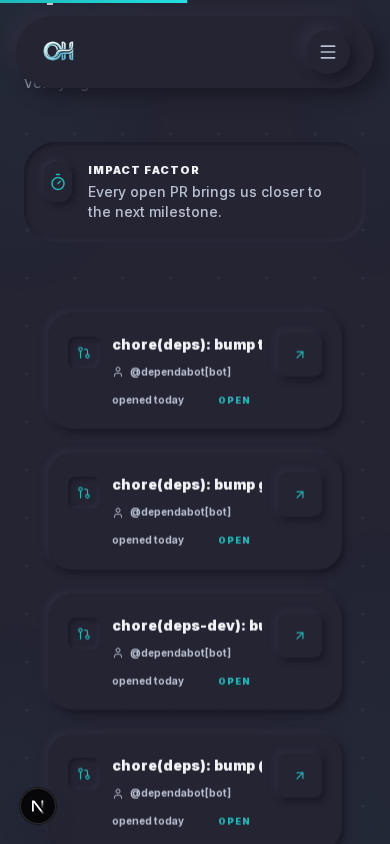 OH
IMPACT FACTOR
Every open PR brings us closer to
the next milestone.
chore(deps): bump
@dependabot[bot]
opened today OPEN
chore(deps): bump
@dependabot[bot]
opened today OPEN
chore(deps-dev): bu
@dependabot[bot]
opened today OPEN
chore(deps): bump
@dependabot[bot]
opened today OPEN
N